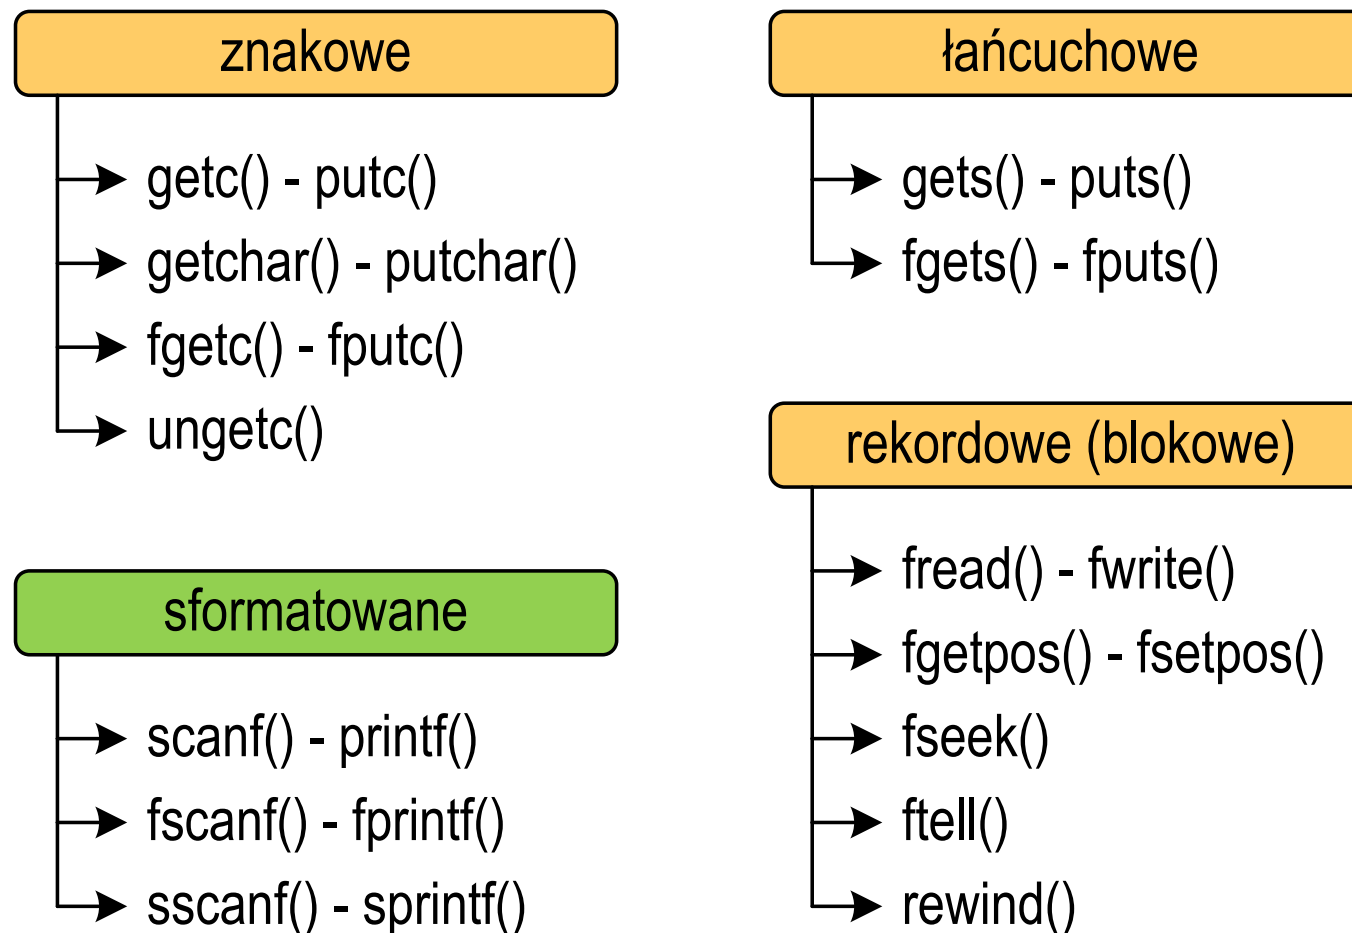 znakowe
getc() - putc()
getchar() - putchar()
fgetc() - fputc()
ungetc()
sformatowane
scanf() - printf()
fscanf() - fprintf()
sscanf() - sprintf()
łańcuchowe
gets() - puts()
fgets() - fputs()
rekordowe (blokowe)
fread() - fwrite()
fgetpos() - fsetpos()
fseek()
ftell()
rewind()